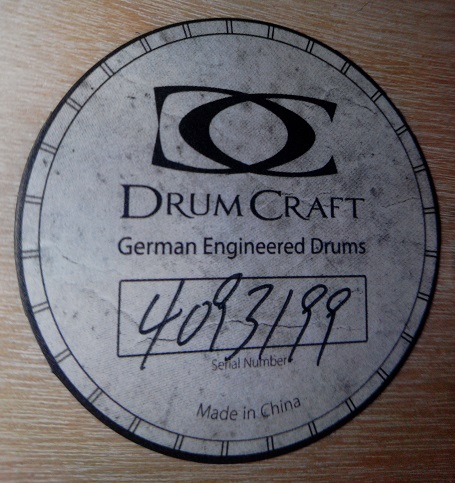 DRUMCRAFT
German Engineered Drums
4093199
Serial Number
Made in China